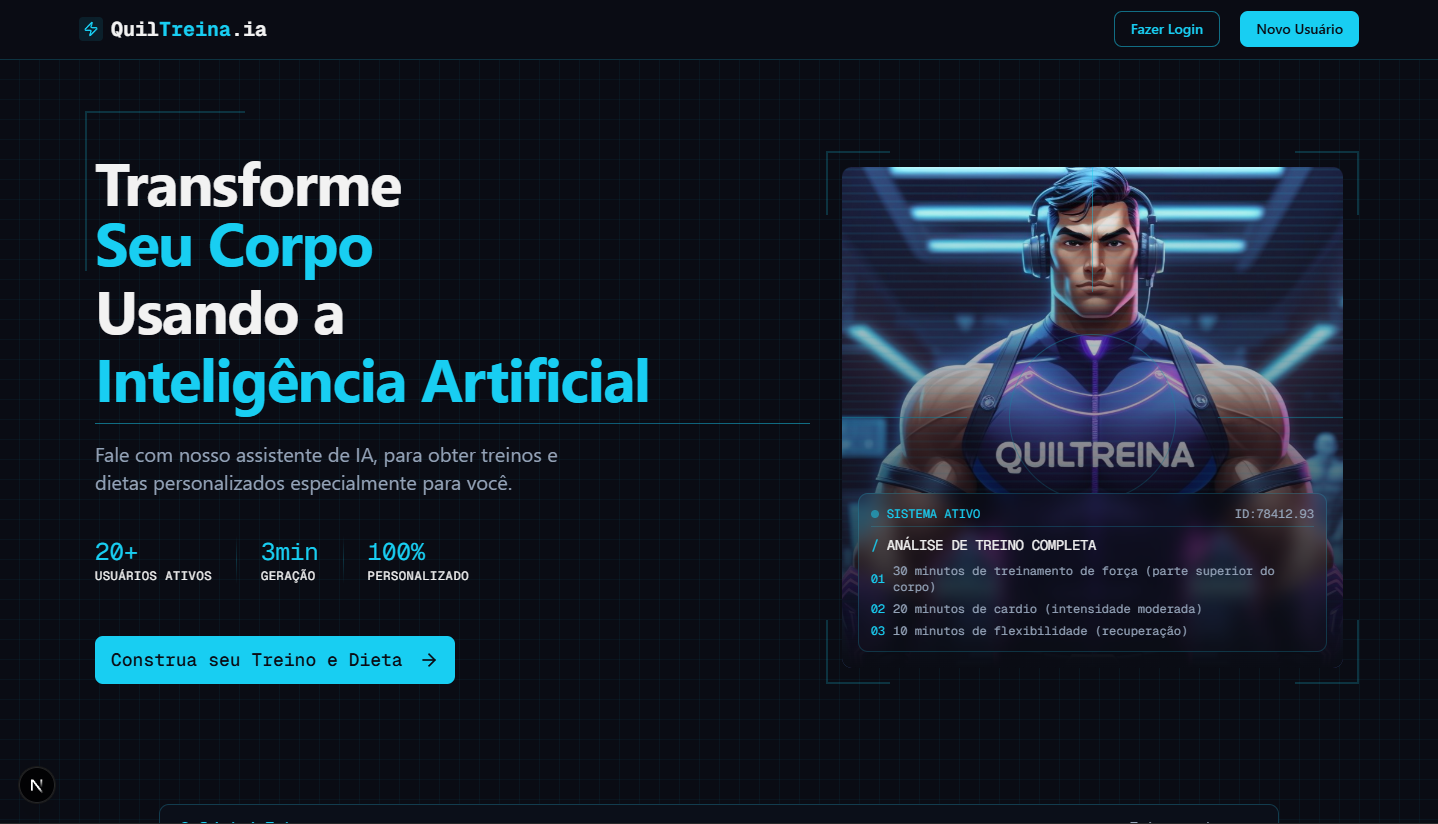 QuilTreina.ia
Fazer Login
Novo Usuário
Transforme
Seu Corpo
Usando a
Inteligência Artificial
Fale com nosso assistente de IA, para obter treinos e
dietas personalizados especialmente para você.
20+
USUÁRIOS ATIVOS
3min
GERAÇÃO
100%
PERSONALIZADO
Construa seu Treino e Dieta
QUILTREINA
SISTEMA ATIVO
ID:78412.93
/ ANÁLISE DE TREINO COMPLETA
01 30 minutos de treinamento de força (parte superior do
corpo)
02 20 minutos de cardio (intensidade moderada)
03 10 minutos de flexibilidade (recuperação)
N